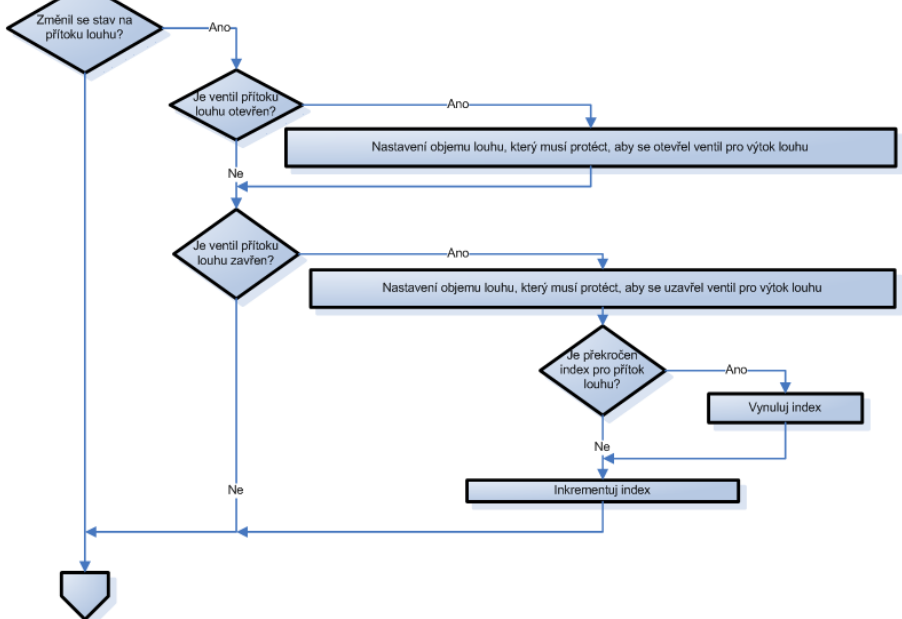 Změnil se stav na
přítoku louhu?
Ano
Je ventil přítoku
louhu otevřen?
Ano
Nastavení objemu louhu, který musí protéct, aby se otevřel ventil pro výtok louhu
Ne
Je ventil přítoku
louhu zavřen?
Ano
Nastavení objemu louhu, který musí protéct, aby se uzavřel ventil pro výtok louhu
Je překročen
index pro přítok
louhu?
Ano
Vynuluj index
Ne
Inkrementuj index
Ne